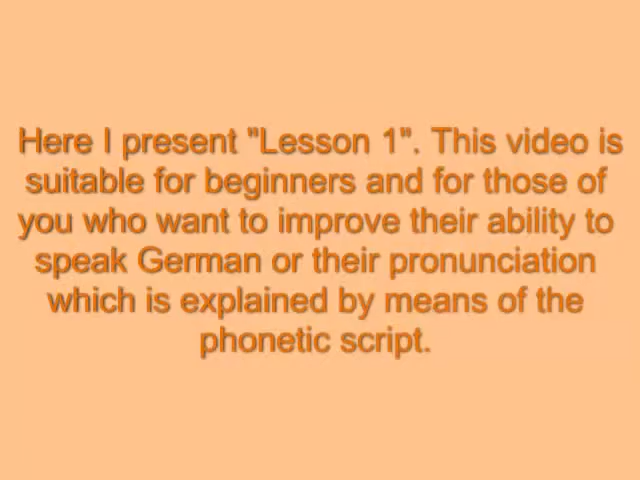 Here I present "Lesson 1". This video is
suitable for beginners and for those of
you who want to improve their ability to
speak German or their pronunciation
which is explained by means of the
phonetic script.